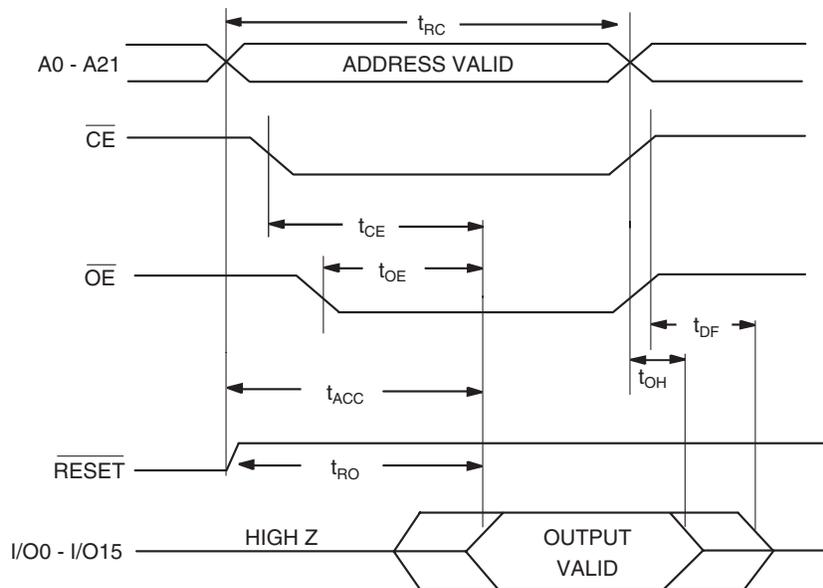 tRC
A0 - A21
ADDRESS VALID
CE
tCE
OE
tOE
tDF
tOH
tACC
RESET
tRO
I/O0 - I/O15
HIGH Z
OUTPUT
VALID